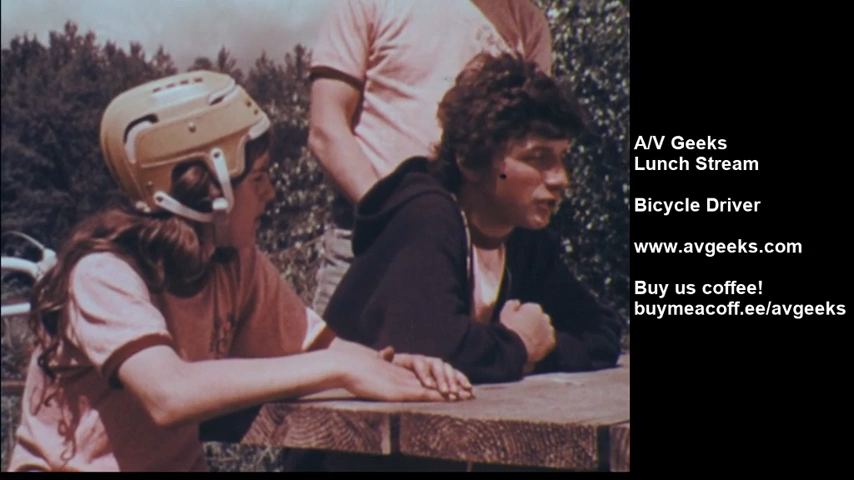 A/V Geeks
Lunch Stream
Bicycle Driver
www.avgeeks.com
Buy us coffee!
buymeacoff.ee/avgeeks